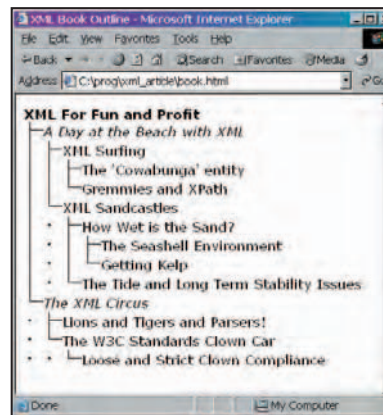 XML Book Outline - Microsoft Internet Explorer
File Edit View Favorites Tools Help
Back Search Favorites Media
Address C:\prog\xml_article\book.html Go
XML For Fun and Profit
A Day at the Beach with XML
XML Surfing
The 'Cowabunga' entity
Gremmies and XPath
XML Sandcastles
How Wet is the Sand?
The Seashell Environment
Getting Kelp
The Tide and Long Term Stability Issues
The XML Circus
Lions and Tigers and Parsers!
The W3C Standards Clown Car
Loose and Strict Clown Compliance
Done My Computer